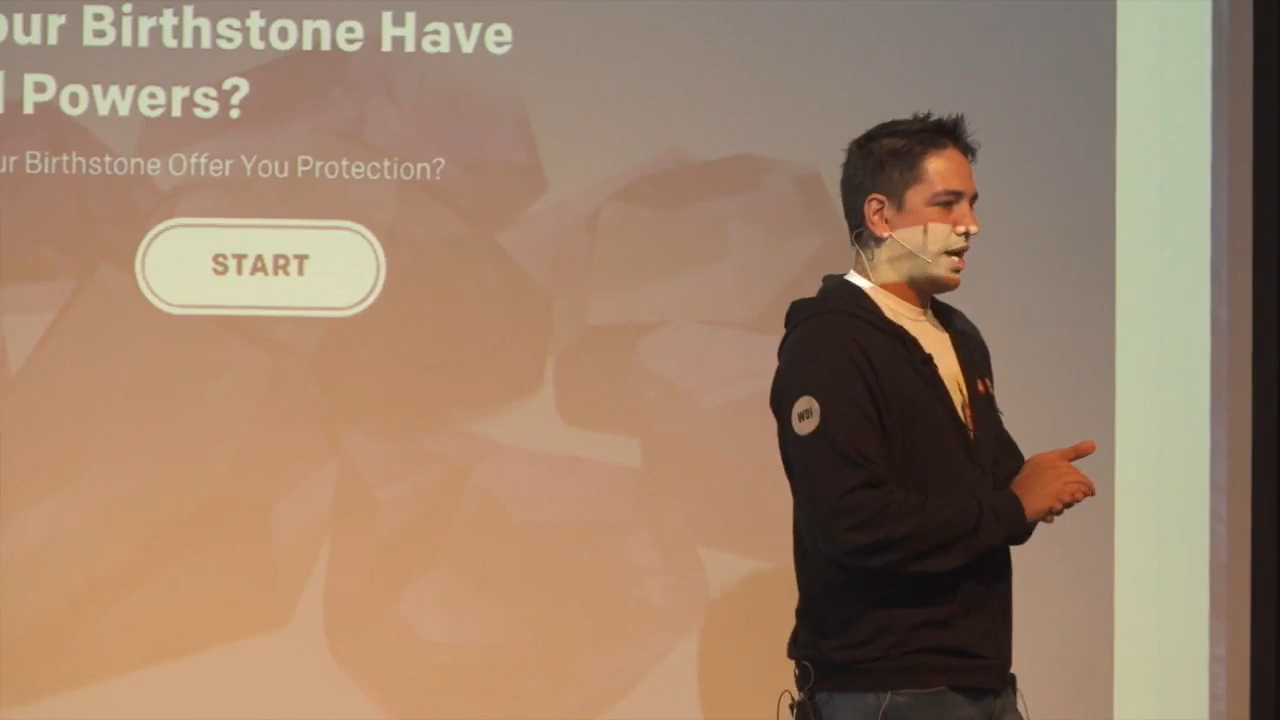 our Birthstone Have
Powers?
ur Birthstone Offer You Protection?
START
WDI